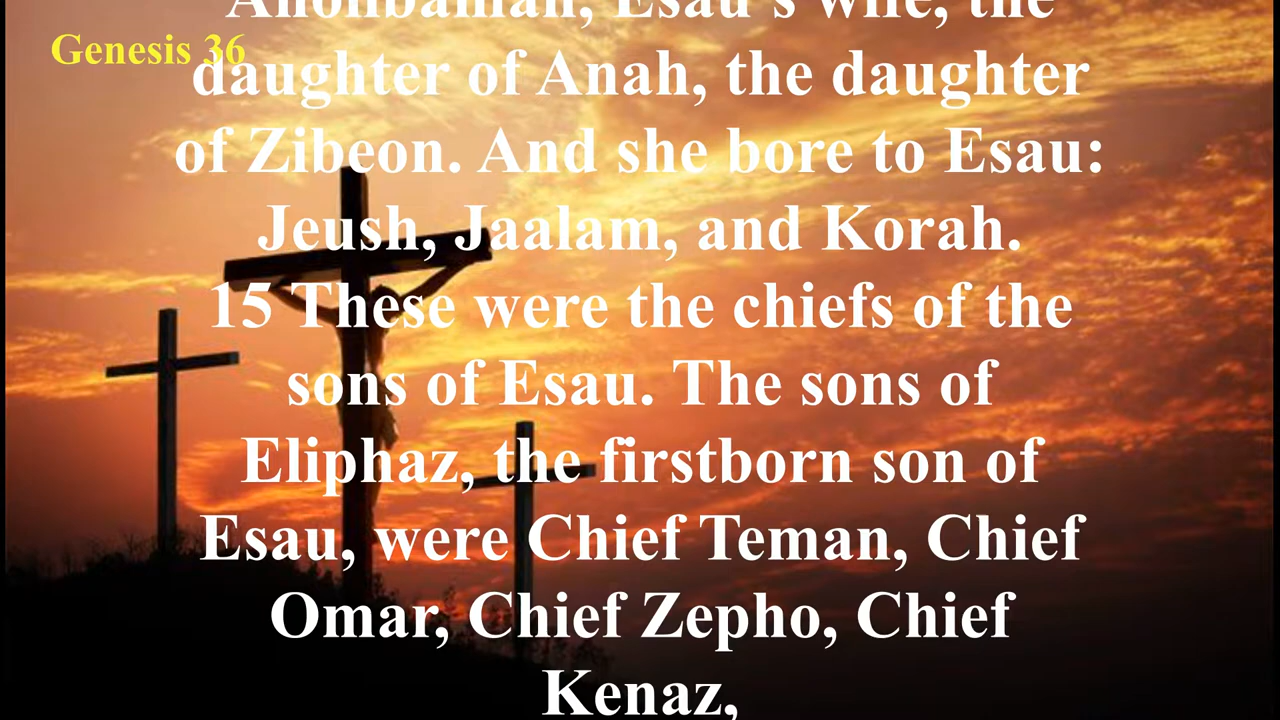 Aholibamah, Esau's wife, the
Genesis 36
daughter of Anah, the daughter
of Zibeon. And she bore to Esau:
Jeush, Jaalam, and Korah.
15 These were the chiefs of the
sons of Esau. The sons of
Eliphaz, the firstborn son of
Esau, were Chief Teman, Chief
Omar, Chief Zepho, Chief
Kenaz,